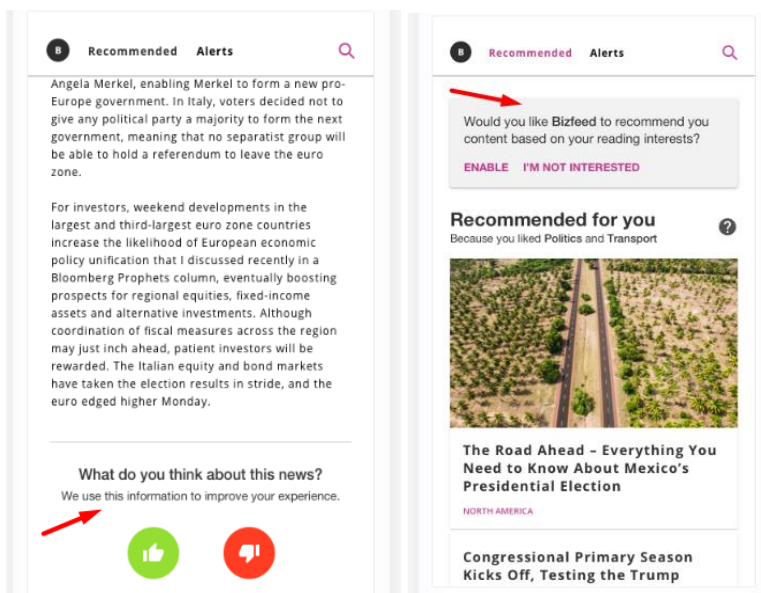 B Recommended Alerts
Angela Merkel, enabling Merkel to form a new pro-
Europe government. In Italy, voters decided not to
give any political party a majority to form the next
government, meaning that no separatist group will
be able to hold a referendum to leave the euro
zone.
For investors, weekend developments in the
largest and third-largest euro zone countries
increase the likelihood of European economic
policy unification that I discussed recently in a
Bloomberg Prophets column, eventually boosting
prospects for regional equities, fixed-income
assets and alternative investments. Although
coordination of fiscal measures across the region
may just inch ahead, patient investors will be
rewarded. The Italian equity and bond markets
have taken the election results in stride, and the
euro edged higher Monday.
What do you think about this news?
We use this information to improve your experience.
B Recommended Alerts
Would you like Bizfeed to recommend you
content based on your reading interests?
ENABLE I'M NOT INTERESTED
Recommended for you
?
Because you liked Politics and Transport
The Road Ahead – Everything You
Need to Know About Mexico's
Presidential Election
NORTH AMERICA
Congressional Primary Season
Kicks Off, Testing the Trump